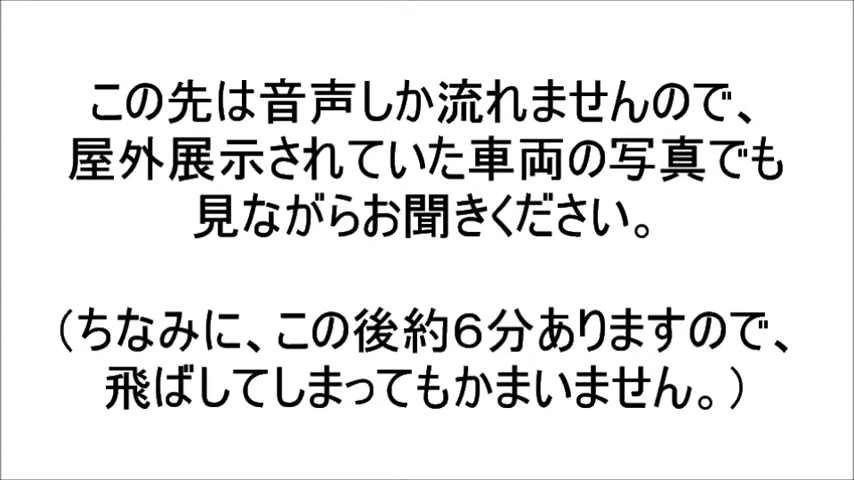 この先は音声しか流れませんので、
屋外展示されていた車両の写真でも
見ながらお聞きください。
（ちなみに、この後約６分ありますので、
飛ばしてしまってもかまいません。）